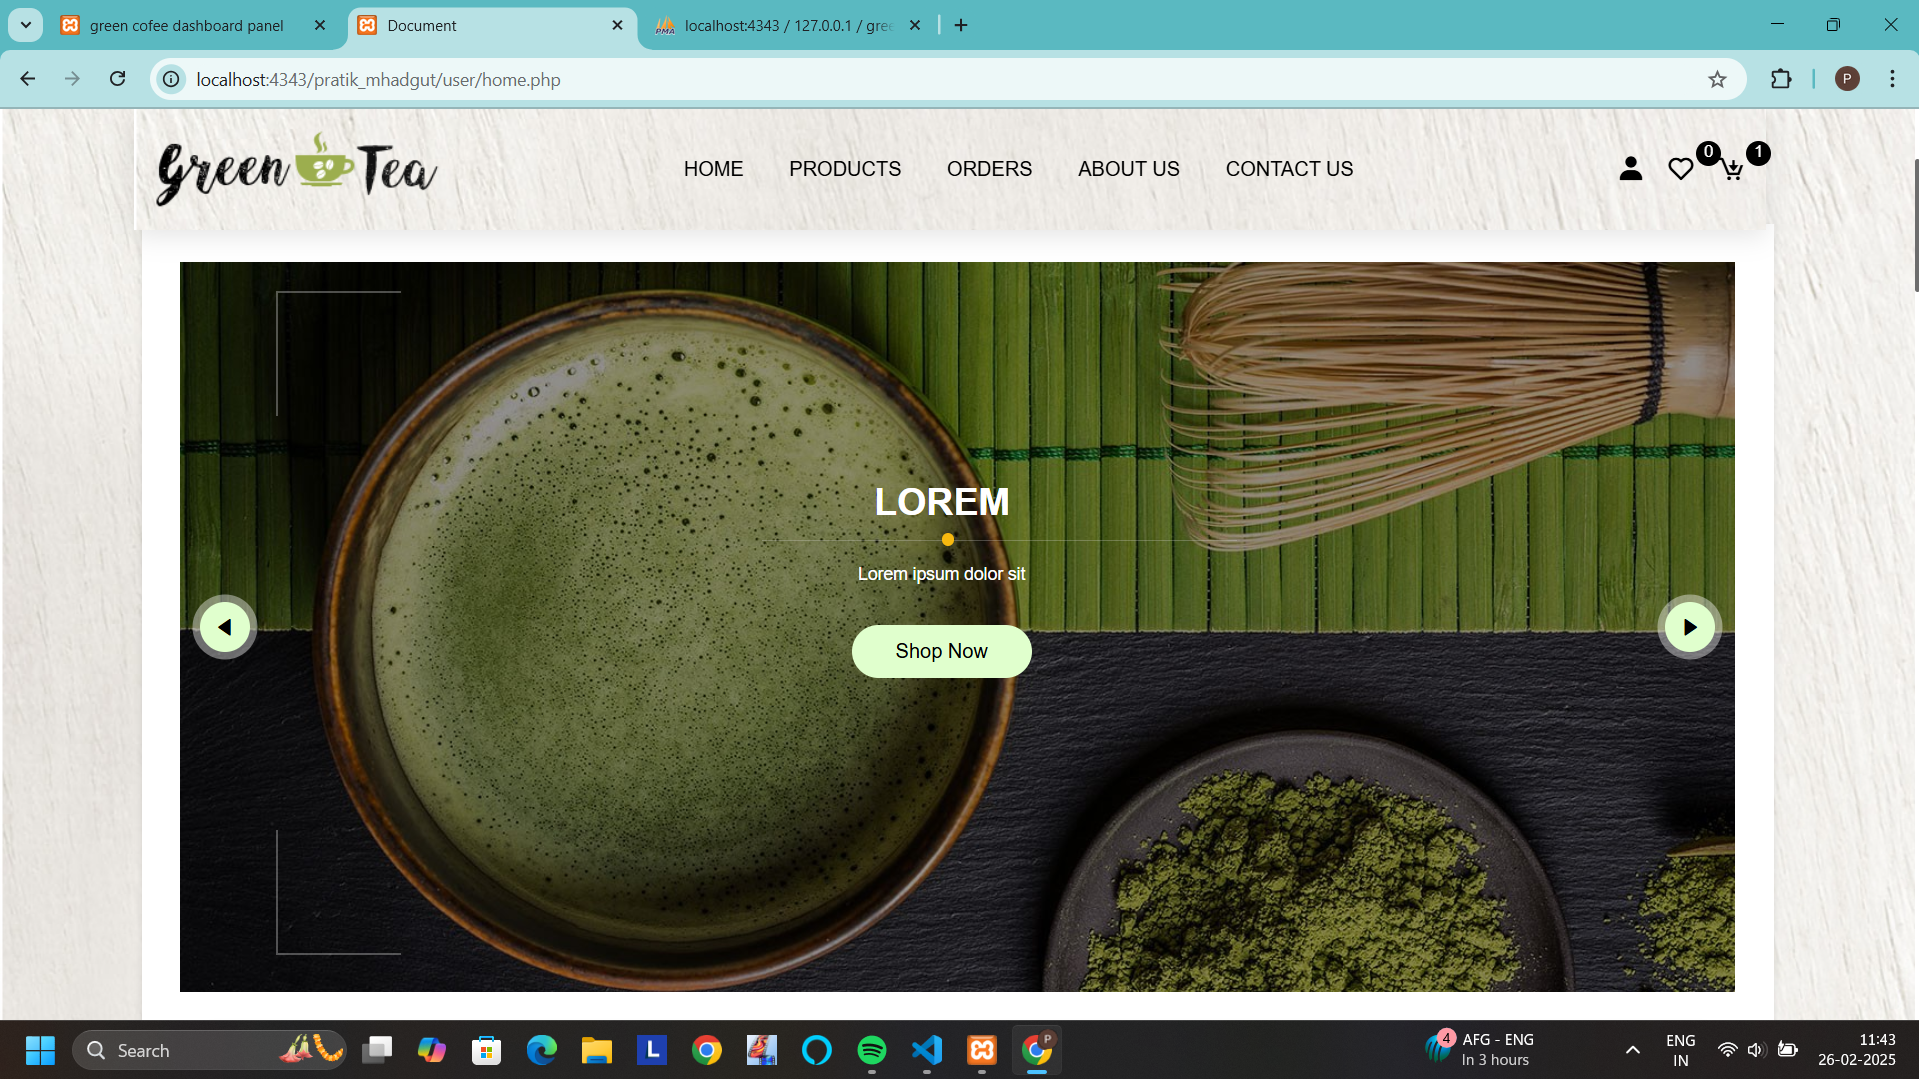 green cofee dashboard panel
Document
PMA
localhost:4343 / 127.0.0.1 / gree
localhost:4343/pratik_mhadgut/user/home.php
P
Green Tea
HOME
PRODUCTS
ORDERS
ABOUT US
CONTACT US
0
1
LOREM
Lorem ipsum dolor sit
Shop Now
Search
L
P
4
AFG - ENG
In 3 hours
ENG
IN
11:43
26-02-2025